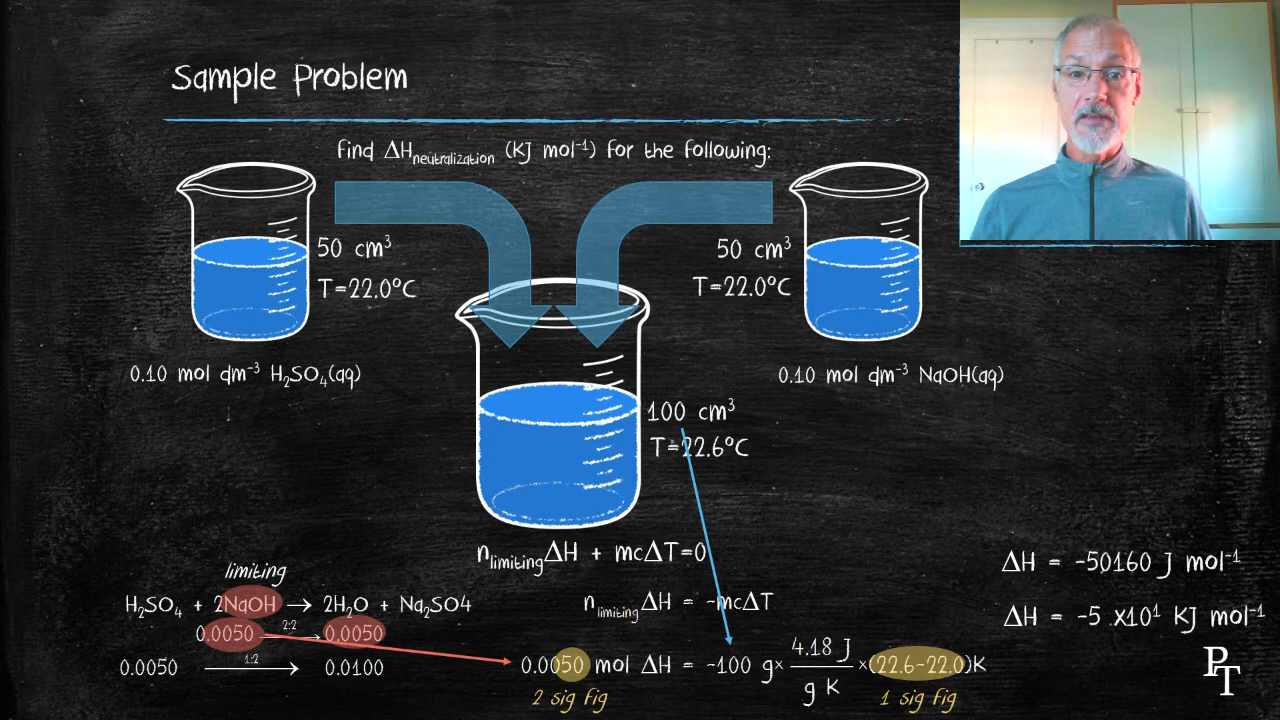 Sample Problem
Find ΔHneutralization (KJ mol⁻¹) for the following:
50 cm³
T=22.0°C
50 cm³
T=22.0°C
0.10 mol dm⁻³ H₂SO₄(aq)
0.10 mol dm⁻³ NaOH(aq)
100 cm³
T=22.6°C
nlimitingΔH + mcΔT=0
nlimitingΔH = -mcΔT
limiting
H₂SO₄ + 2NaOH → 2H₂O + Na₂SO4
0.0050 2:2 → 0.0050
0.0050 1:2 → 0.0100
0.0050 mol ΔH = -100 g× 4.18 J / g K ×(22.6-22.0)K
2 sig fig
1 sig fig
ΔH = -50160 J mol⁻¹
ΔH = -5 x10¹ KJ mol⁻¹
PT